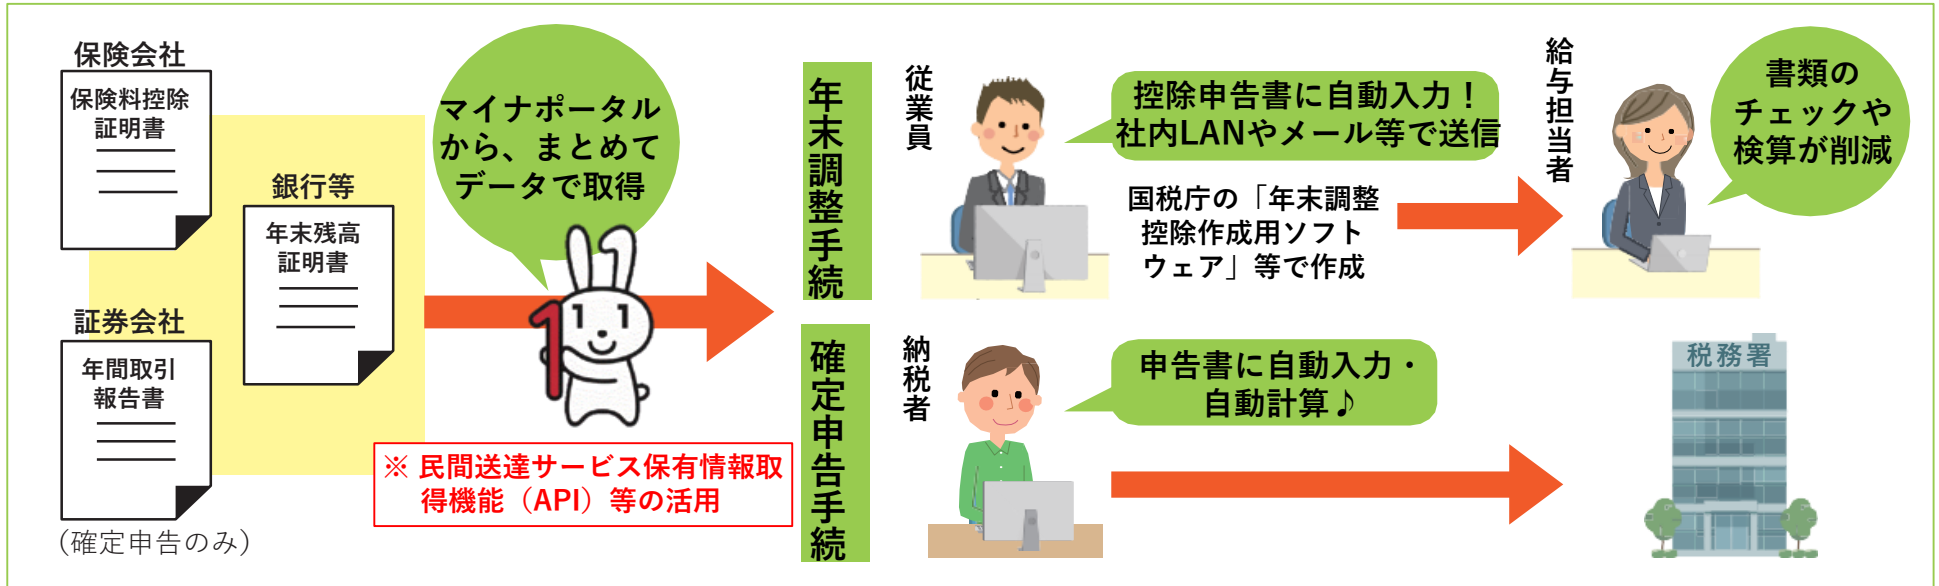 保険会社
保険料控除
証明書
銀行等
年末残高
証明書
証券会社
年間取引
報告書
（確定申告のみ）
マイナポータル
から、まとめて
データで取得
※ 民間送達サービス保有情報取
得機能（API）等の活用
年末調整手続
従業員
控除申告書に自動入力！
社内LANやメール等で送信
国税庁の「年末調整
控除作成用ソフト
ウェア」等で作成
給与担当者
書類の
チェックや
検算が削減
確定申告手続
納税者
申告書に自動入力・
自動計算♪
税務署